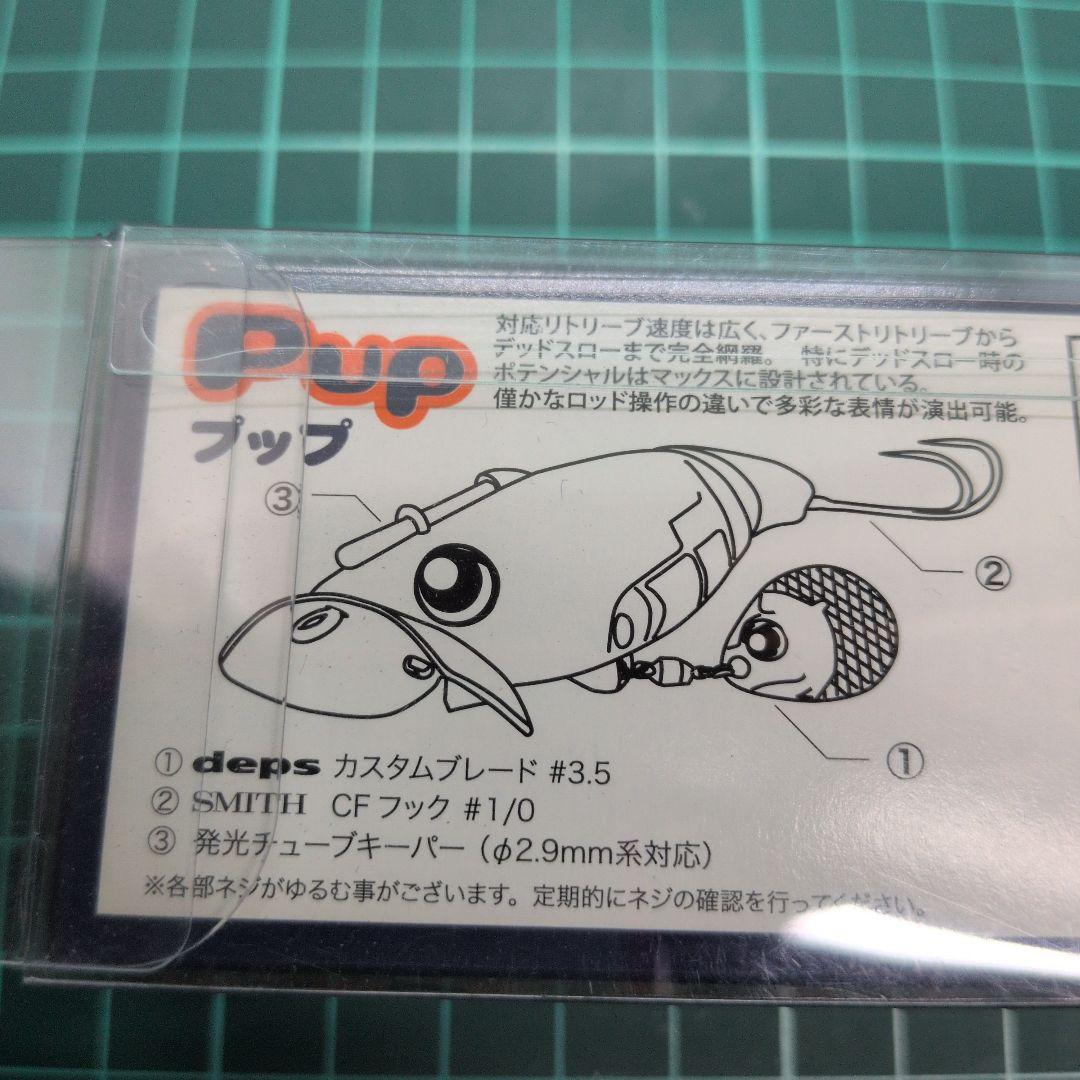 Pup
プップ
対応リトリーブ速度は広く、ファーストリトリーブから
デッドスローまで完全網羅。 特にデッドスロー時の
ポテンシャルはマックスに設計されている。
僅かなロッド操作の違いで多彩な表情が演出可能。
③
②
①
① deps カスタムブレード #3.5
② SMITH CFフック #1/0
③ 発光チューブキーパー（φ2.9mm系対応）
※各部ネジがゆるむ事がございます。定期的にネジの確認を行ってください。